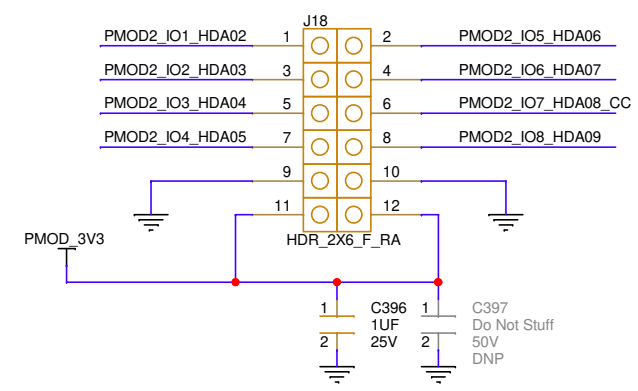 J18
PMOD2_IO1_HDA02 1 2 PMOD2_IO5_HDA06
PMOD2_IO2_HDA03 3 4 PMOD2_IO6_HDA07
PMOD2_IO3_HDA04 5 6 PMOD2_IO7_HDA08_CC
PMOD2_IO4_HDA05 7 8 PMOD2_IO8_HDA09
9 10
11 12
PMOD_3V3
HDR_2X6_F_RA
1 C396 1 C397
1UF Do Not Stuff
2 25V 2 50V
DNP